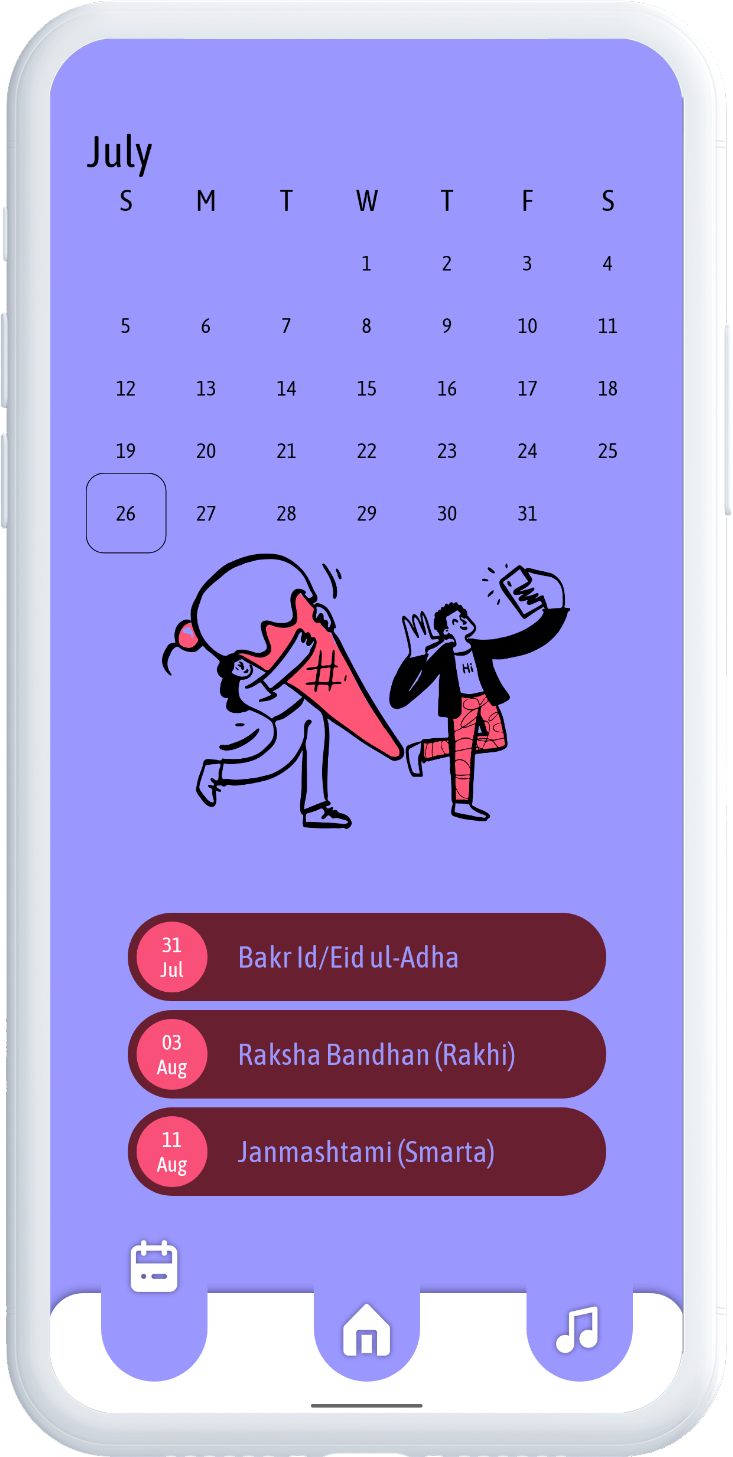 July
S M T W T F S
1 2 3 4
5 6 7 8 9 10 11
12 13 14 15 16 17 18
19 20 21 22 23 24 25
26 27 28 29 30 31
Hi
31
Jul
Bakr Id/Eid ul-Adha
03
Aug
Raksha Bandhan (Rakhi)
11
Aug
Janmashtami (Smarta)